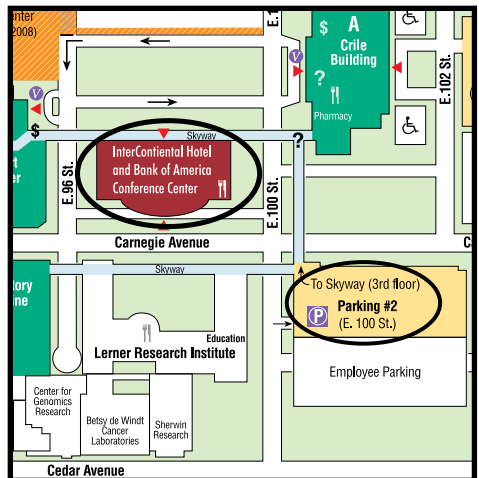 enter
(2008)
E.1
$
A
Crile
Building
?
Pharmacy
E.102 St.
V
V
$
Skyway
?
InterContiental Hotel
and Bank of America
Conference Center
E.96 St.
E.100 St.
Carnegie Avenue
C
Skyway
To Skyway (3rd floor)
P
Parking #2
(E. 100 St.)
Education
Lerner Research Institute
Employee Parking
Center for
Genomics
Research
Betsy de Windt
Cancer
Laboratories
Sherwin
Research
Cedar Avenue